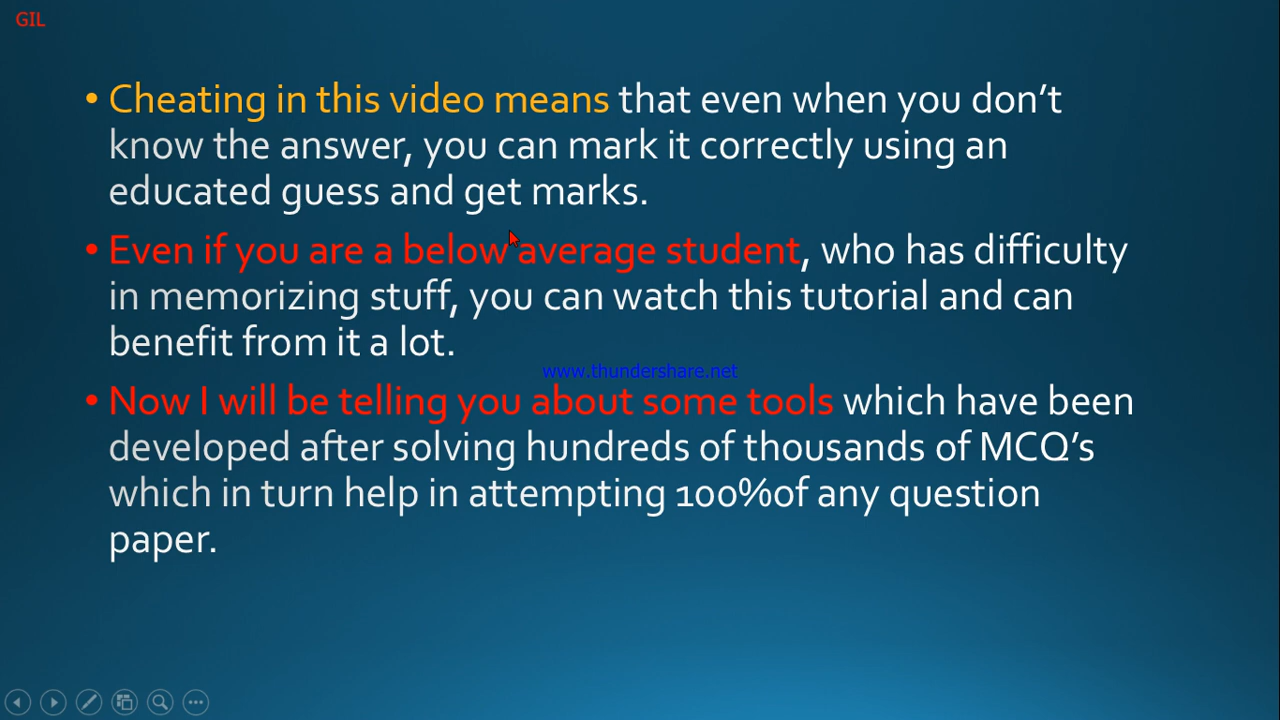 GIL
• Cheating in this video means that even when you don’t
know the answer, you can mark it correctly using an
educated guess and get marks.
• Even if you are a below average student, who has difficulty
in memorizing stuff, you can watch this tutorial and can
benefit from it a lot.
www.thundershare.net
• Now I will be telling you about some tools which have been
developed after solving hundreds of thousands of MCQ’s
which in turn help in attempting 100%of any question
paper.